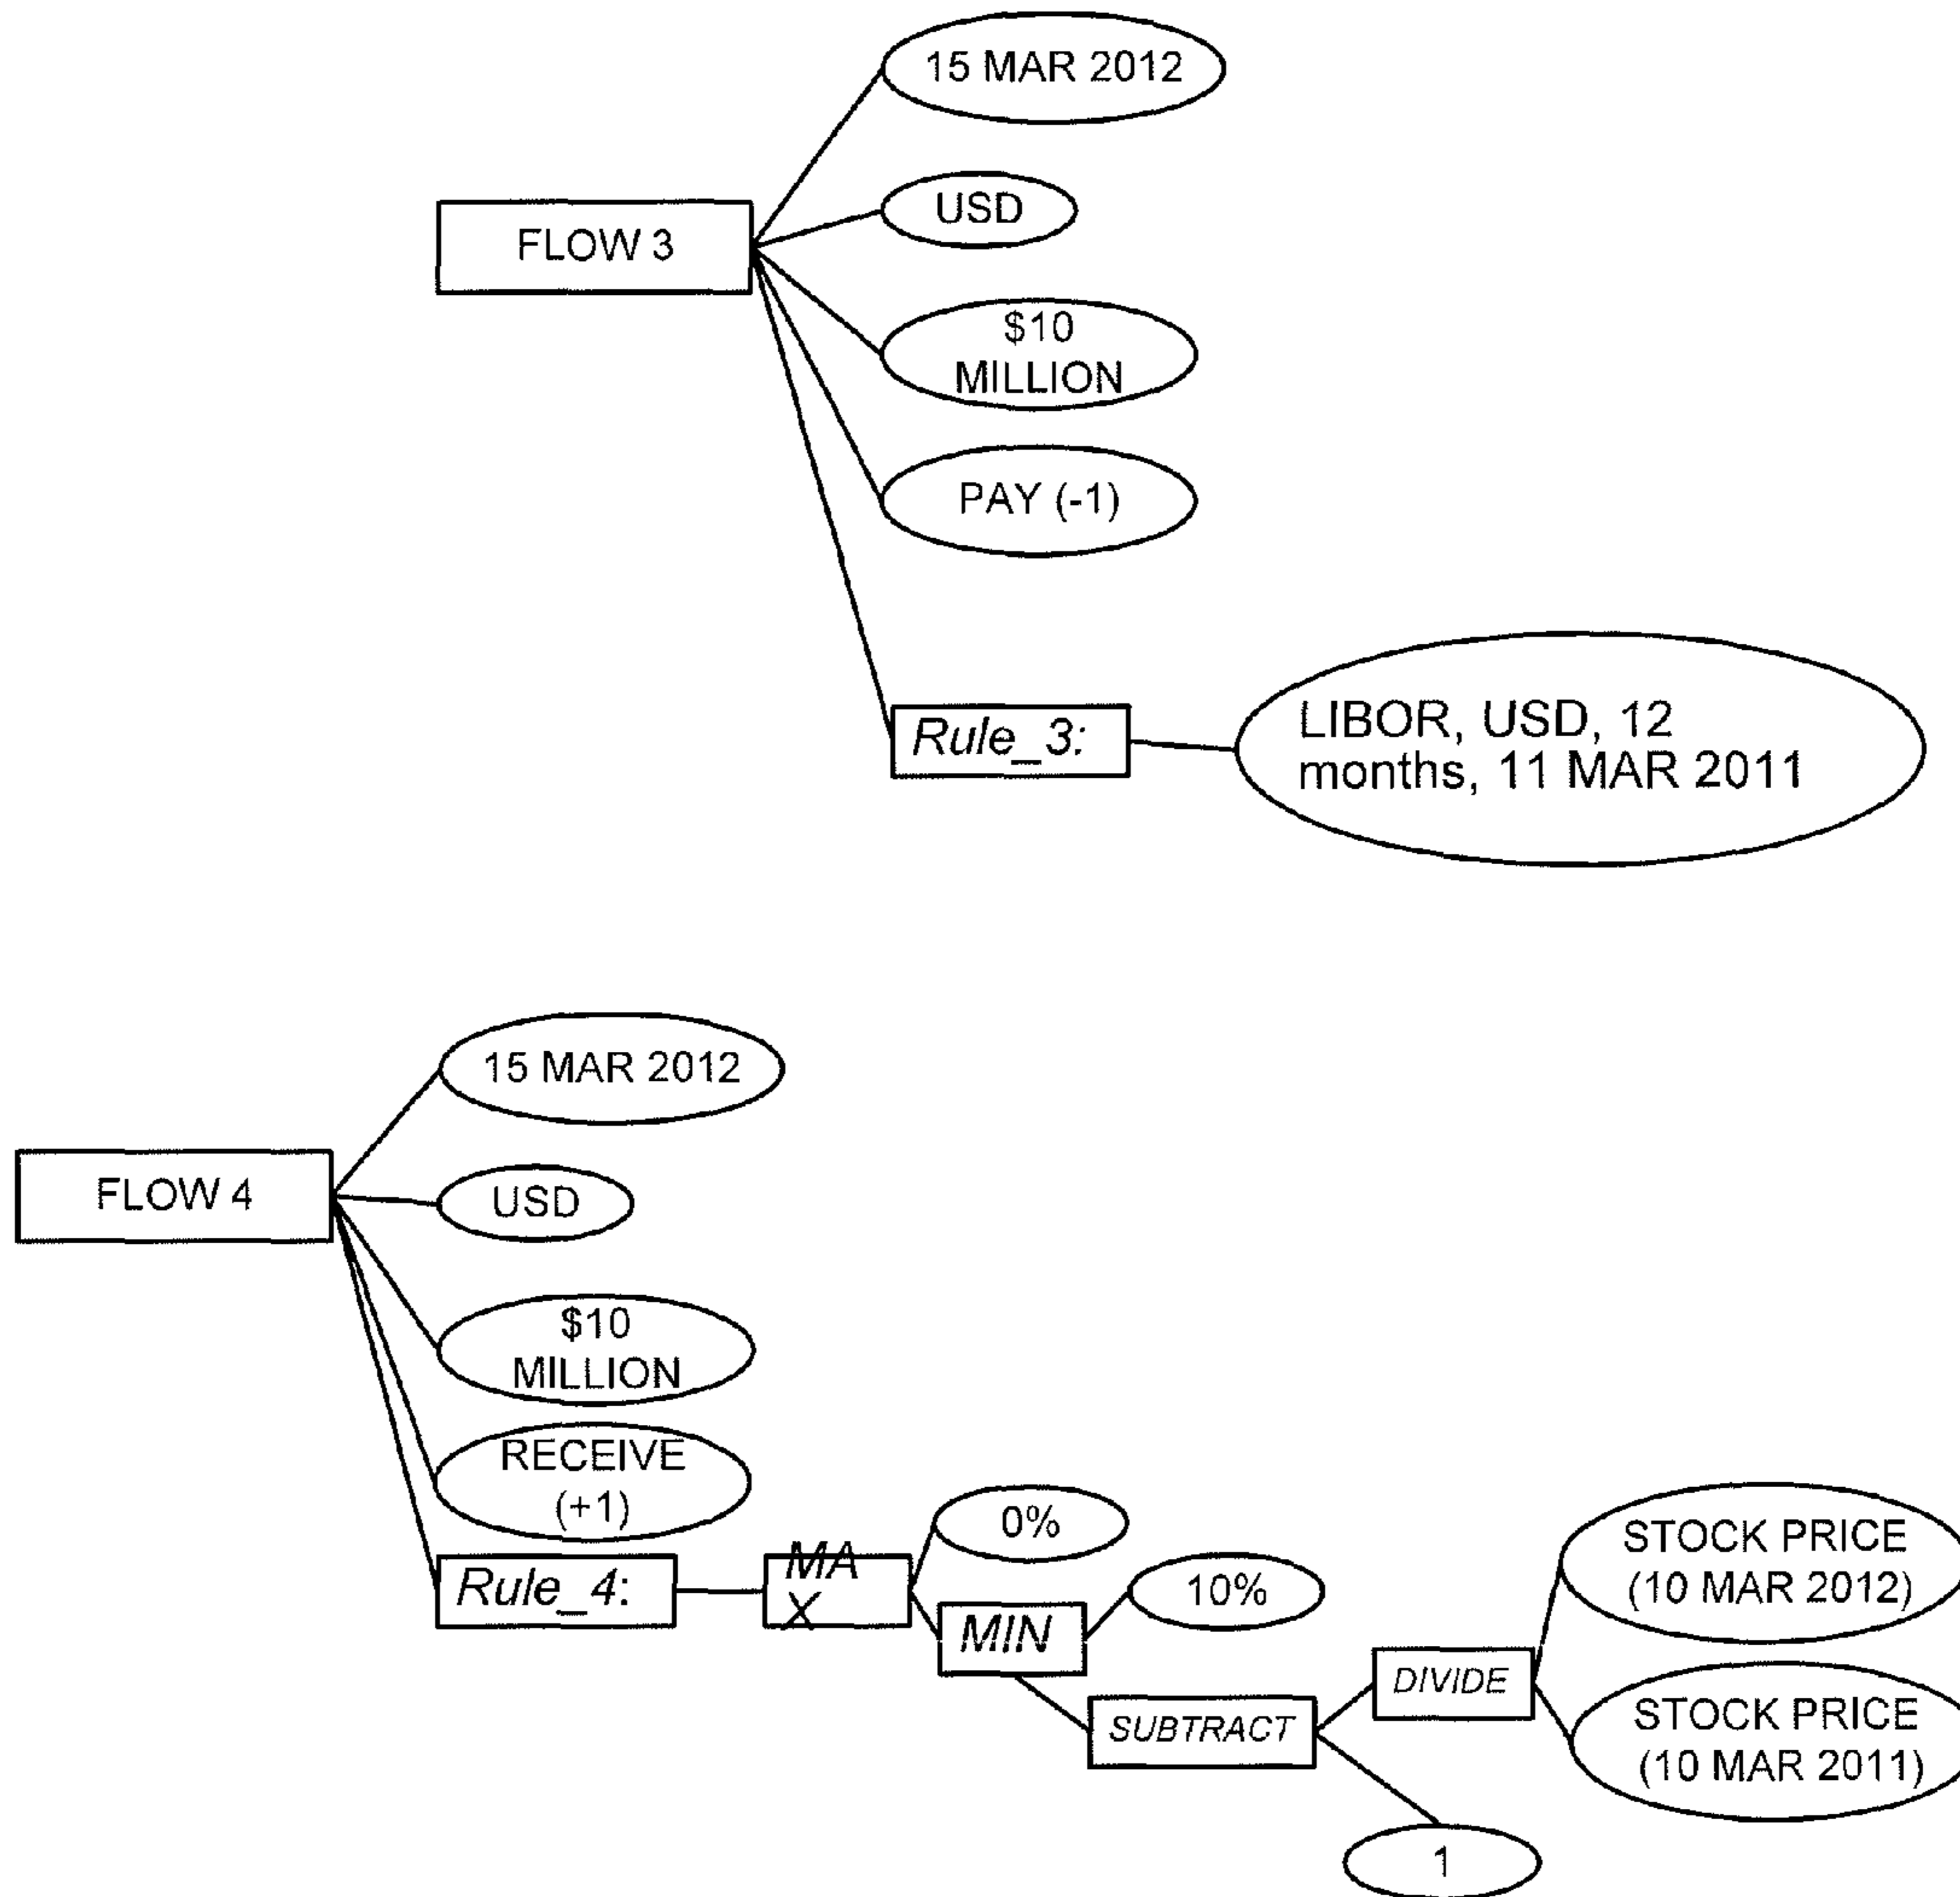 15 MAR 2012
USD
FLOW 3
$10
MILLION
PAY (-1)
Rule_3:
LIBOR, USD, 12
months, 11 MAR 2011
15 MAR 2012
FLOW 4
USD
$10
MILLION
RECEIVE
(+1)
Rule_4:
MA
X
0%
MIN
10%
SUBTRACT
DIVIDE
STOCK PRICE
(10 MAR 2012)
STOCK PRICE
(10 MAR 2011)
1